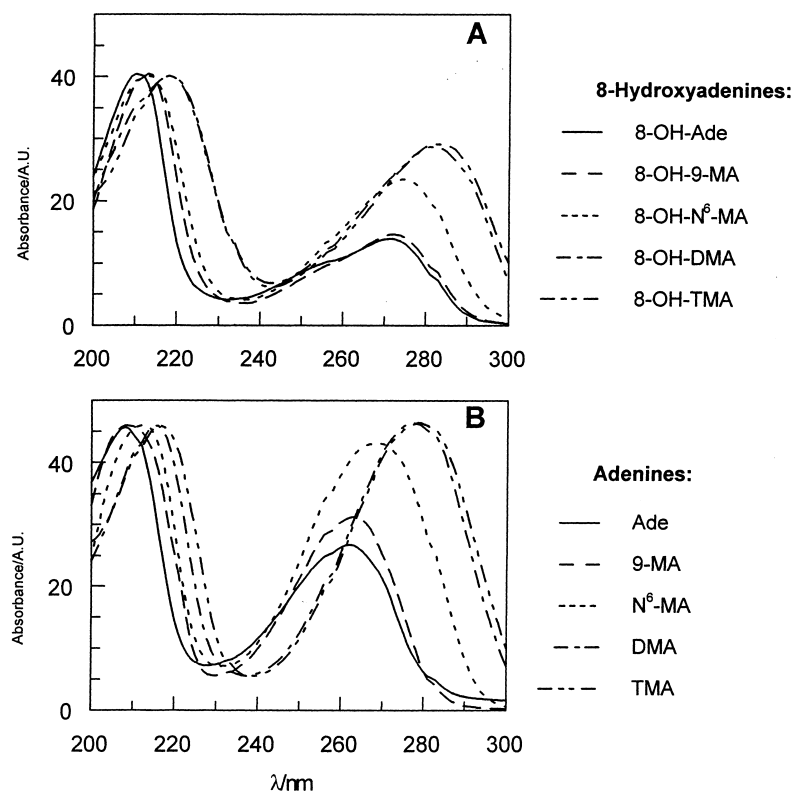 A
Absorbance/A.U.
40
20
0
200 220 240 260 280 300
8-Hydroxyadenines:
8-OH-Ade
8-OH-9-MA
8-OH-N⁶-MA
8-OH-DMA
8-OH-TMA
B
Absorbance/A.U.
40
20
0
200 220 240 260 280 300
λ/nm
Adenines:
Ade
9-MA
N⁶-MA
DMA
TMA